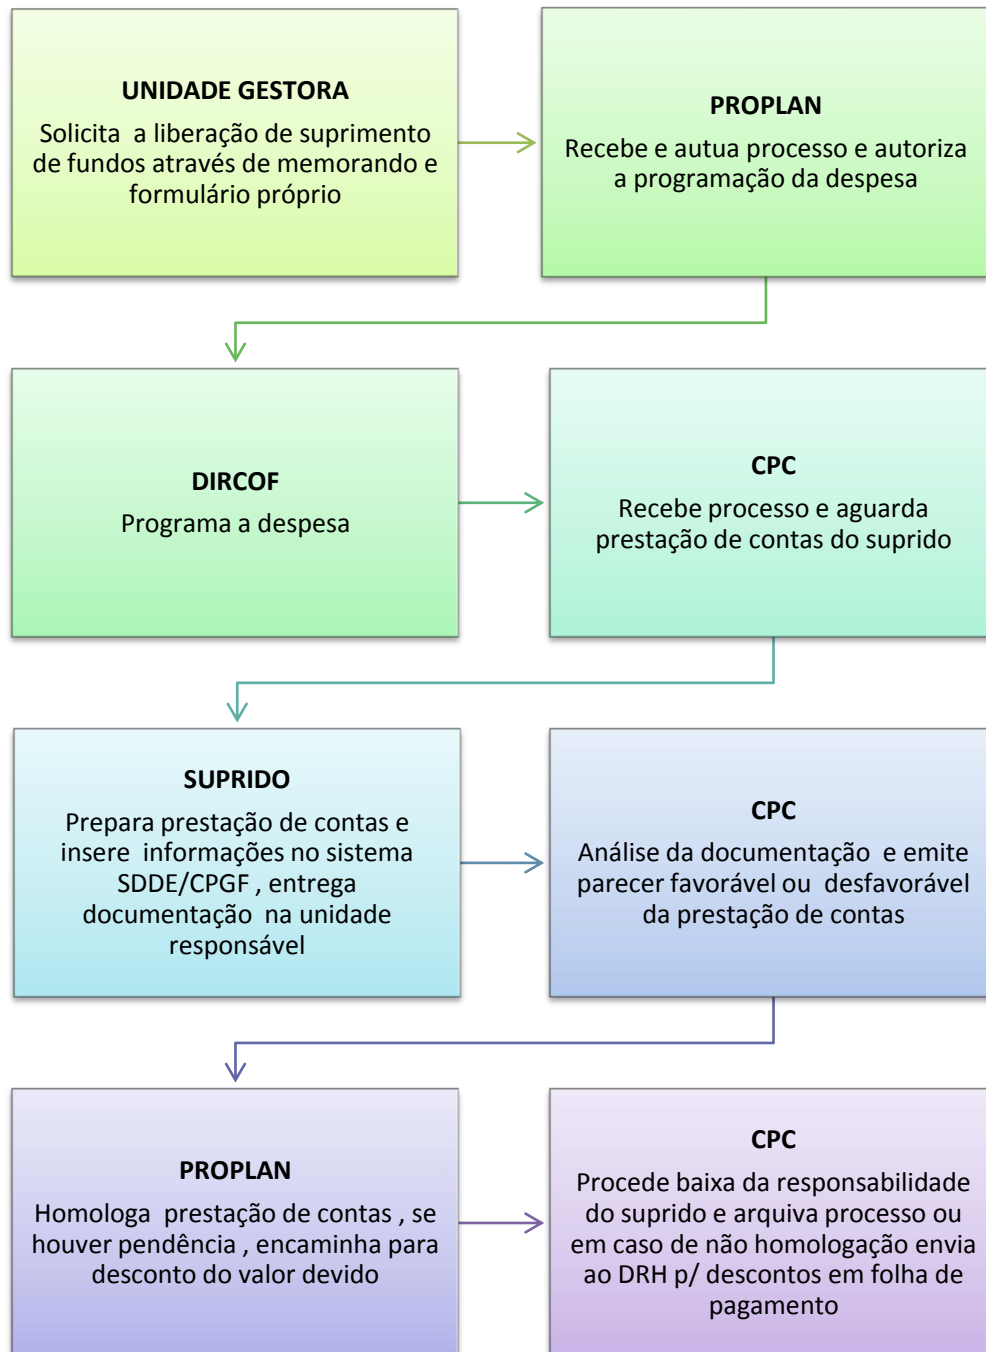 UNIDADE GESTORA
Solicita a liberação de suprimento
de fundos através de memorando e
formulário próprio
PROPLAN
Recebe e autua processo e autoriza
a programação da despesa
DIRCOF
Programa a despesa
CPC
Recebe processo e aguarda
prestação de contas do suprido
SUPRIDO
Prepara prestação de contas e
insere informações no sistema
SDDE/CPGF , entrega
documentação na unidade
responsável
CPC
Análise da documentação e emite
parecer favorável ou desfavorável
da prestação de contas
PROPLAN
Homologa prestação de contas , se
houver pendência , encaminha para
desconto do valor devido
CPC
Procede baixa da responsabilidade
do suprido e arquiva processo ou
em caso de não homologação envia
ao DRH p/ descontos em folha de
pagamento